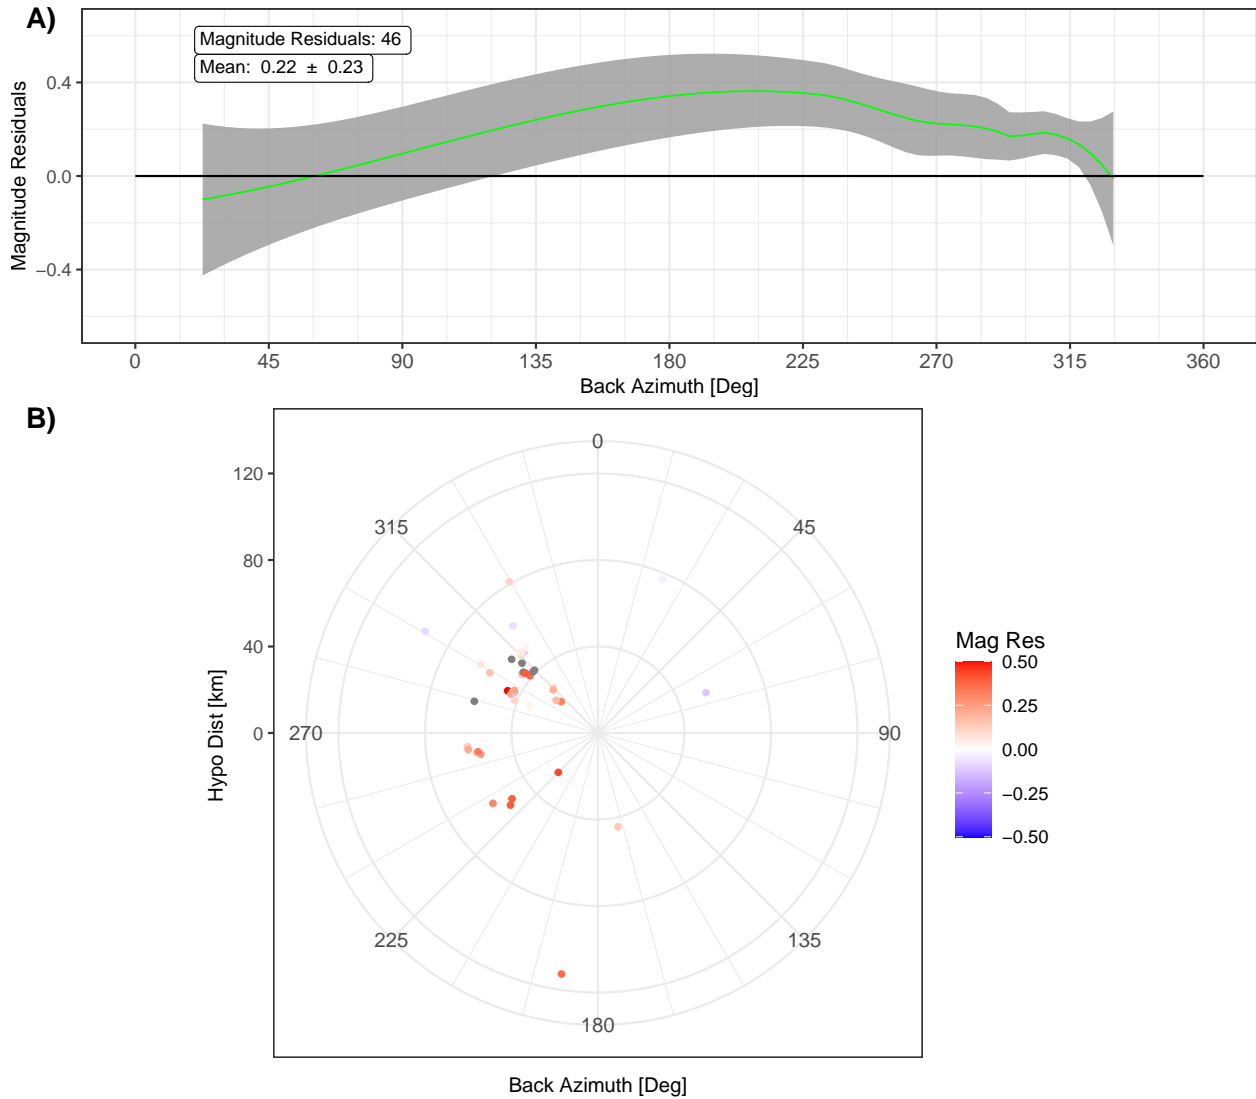 A)
Magnitude Residuals: 46
Mean:  0.22  ±  0.23
Magnitude Residuals
0.4
0.0
−0.4
0 45 90 135 180 225 270 315 360
Back Azimuth [Deg]
B)
Hypo Dist [km]
120
80
40
0
0
45
90
135
180
225
270
315
Back Azimuth [Deg]
Mag Res
0.50
0.25
0.00
−0.25
−0.50